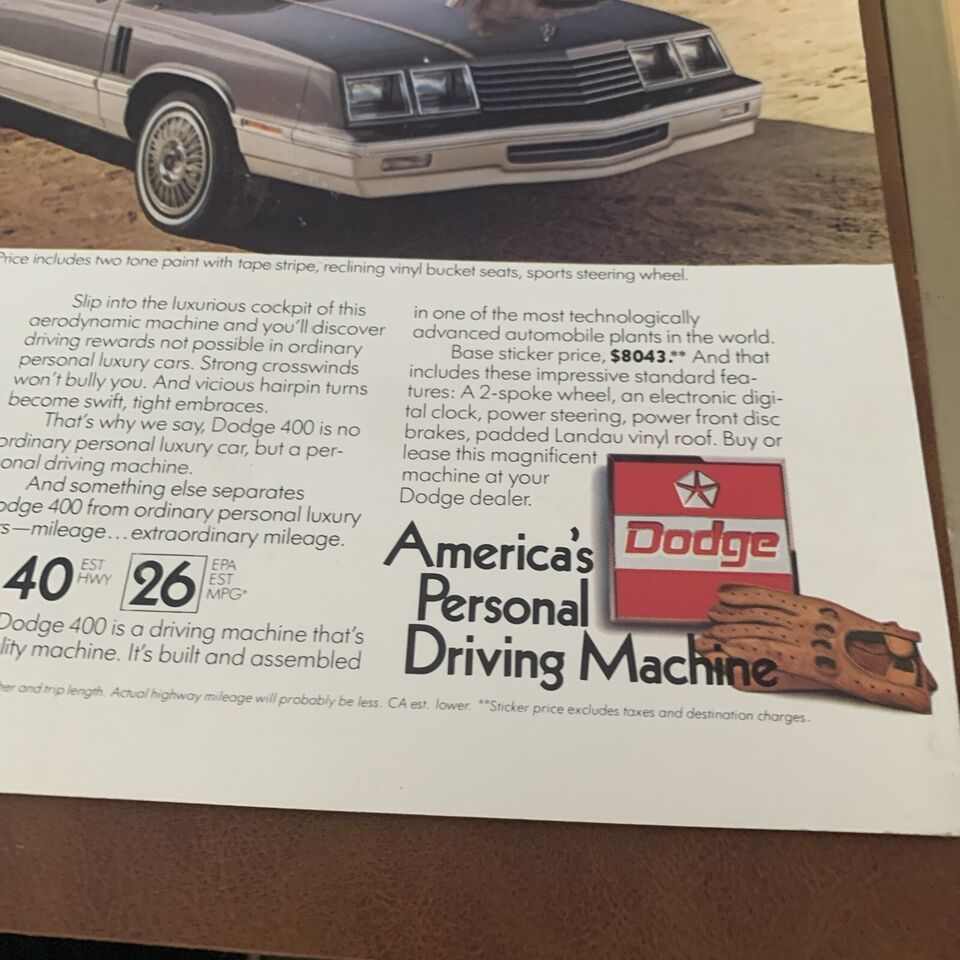 Price includes two tone paint with tape stripe, reclining vinyl bucket seats, sports steering wheel.
Slip into the luxurious cockpit of this
aerodynamic machine and you'll discover
driving rewards not possible in ordinary
personal luxury cars. Strong crosswinds
won't bully you. And vicious hairpin turns
become swift, tight embraces.
That's why we say, Dodge 400 is no
ordinary personal luxury car, but a per-
onal driving machine.
And something else separates
odge 400 from ordinary personal luxury
s—mileage...extraordinary mileage.
40 EST HWY 26 EPA EST MPG*
Dodge 400 is a driving machine that's
lity machine. It's built and assembled
in one of the most technologically
advanced automobile plants in the world.
Base sticker price, $8043.** And that
includes these impressive standard fea-
tures: A 2-spoke wheel, an electronic digi-
tal clock, power steering, power front disc
brakes, padded Landau vinyl roof. Buy or
lease this magnificent
machine at your
Dodge dealer.
Dodge
America's
Personal
Driving Machine
her and trip length. Actual highway mileage will probably be less. CA est. lower. **Sticker price excludes taxes and destination charges.